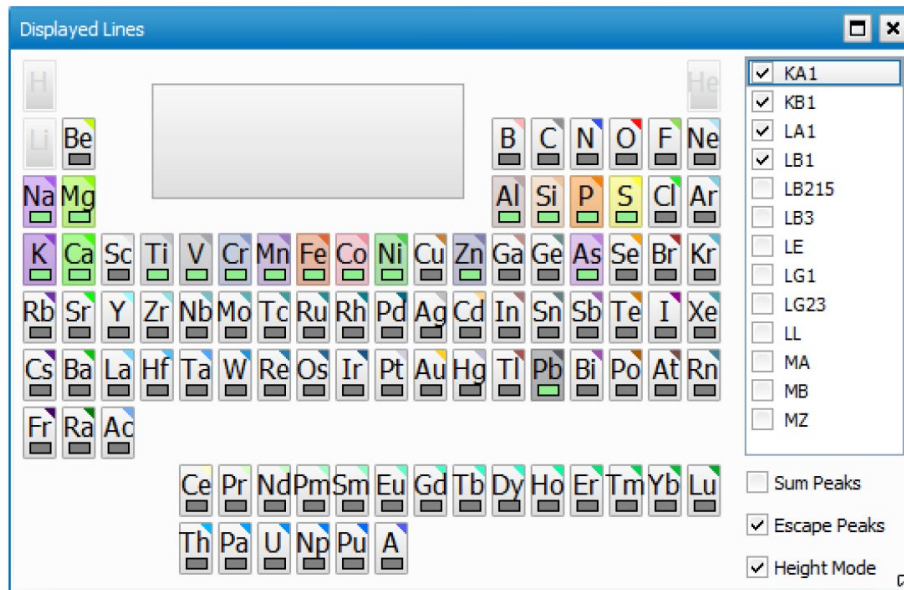 Displayed Lines
H He
Li Be B C N O F Ne
Na Mg Al Si P S Cl Ar
K Ca Sc Ti V Cr Mn Fe Co Ni Cu Zn Ga Ge As Se Br Kr
Rb Sr Y Zr Nb Mo Tc Ru Rh Pd Ag Cd In Sn Sb Te I Xe
Cs Ba La Hf Ta W Re Os Ir Pt Au Hg Tl Pb Bi Po At Rn
Fr Ra Ac
Ce Pr Nd Pm Sm Eu Gd Tb Dy Ho Er Tm Yb Lu
Th Pa U Np Pu A
KA1
KB1
LA1
LB1
LB215
LB3
LE
LG1
LG23
LL
MA
MB
MZ
Sum Peaks
Escape Peaks
Height Mode